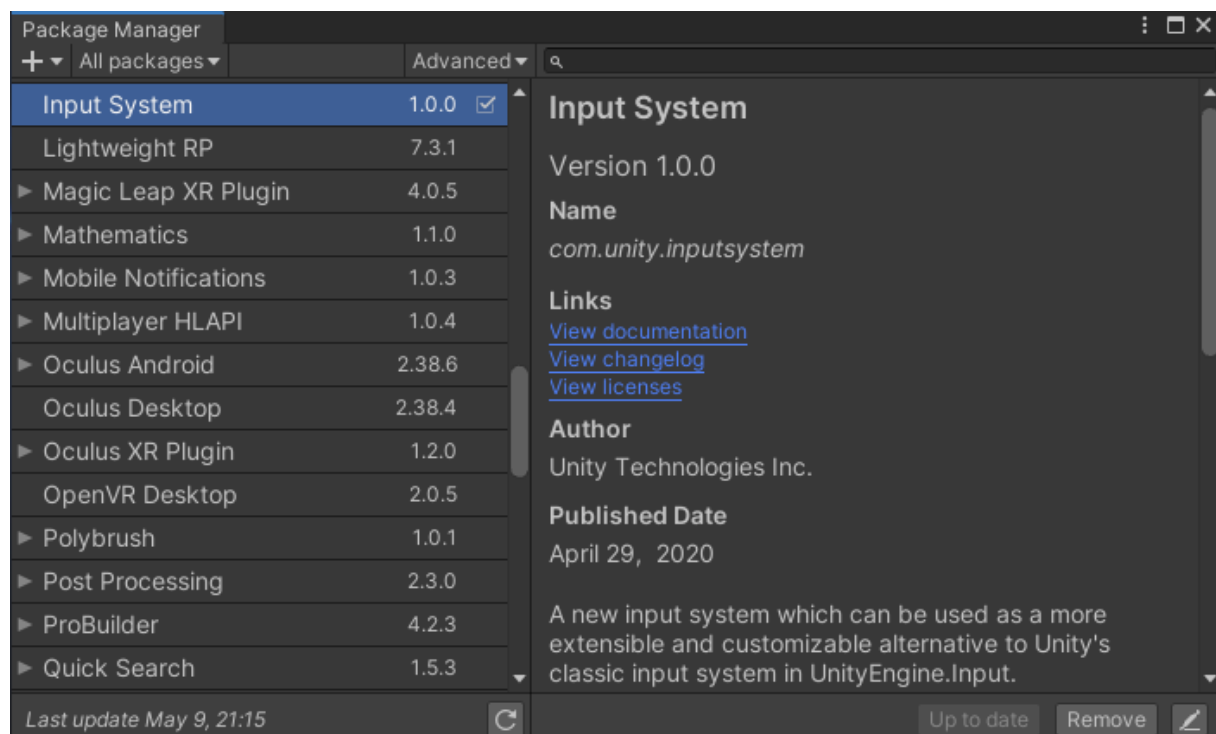 Package Manager
All packages
Advanced
Input System 1.0.0
Lightweight RP 7.3.1
Magic Leap XR Plugin 4.0.5
Mathematics 1.1.0
Mobile Notifications 1.0.3
Multiplayer HLAPI 1.0.4
Oculus Android 2.38.6
Oculus Desktop 2.38.4
Oculus XR Plugin 1.2.0
OpenVR Desktop 2.0.5
Polybrush 1.0.1
Post Processing 2.3.0
ProBuilder 4.2.3
Quick Search 1.5.3
Last update May 9, 21:15
Input System
Version 1.0.0
Name
com.unity.inputsystem
Links
View documentation
View changelog
View licenses
Author
Unity Technologies Inc.
Published Date
April 29, 2020
A new input system which can be used as a more
extensible and customizable alternative to Unity's
classic input system in UnityEngine.Input.
Up to date
Remove